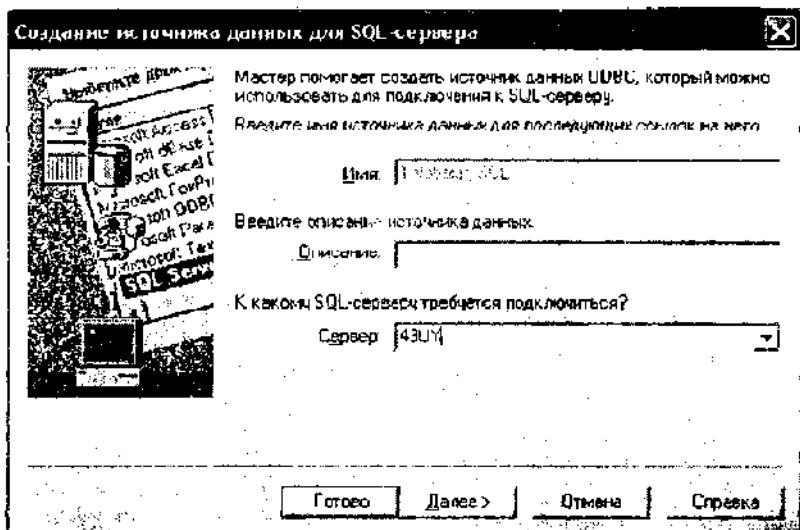 Создание источника данных для SQL-сервера
Мастер помогает создать источник данных ODBC, который можно
использовать для подключения к SQL-серверу.
Введите имя источника данных для последующих ссылок на него
Имя:
Введите описание источника данных.
Описание:
К какому SQL-серверу требуется подключиться?
Сервер: 43UY
Готово Далее > Отмена Справка
SQL Serv